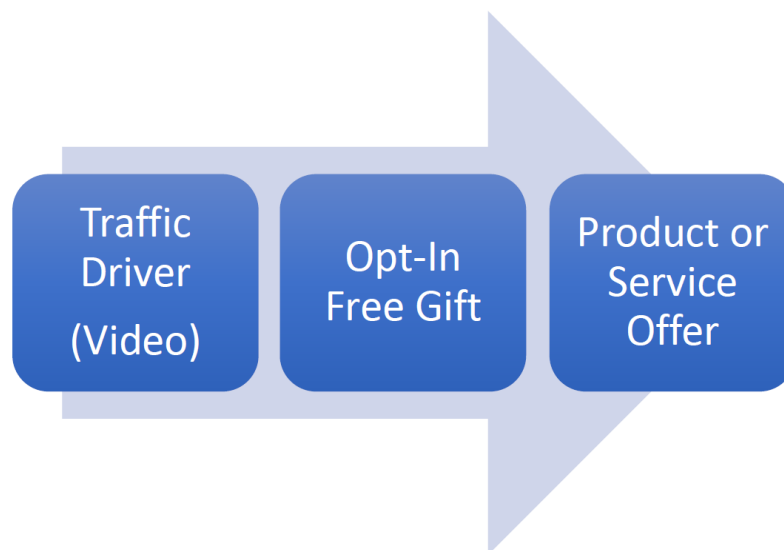 Traffic
Driver
(Video)
Opt-In
Free Gift
Product or
Service
Offer